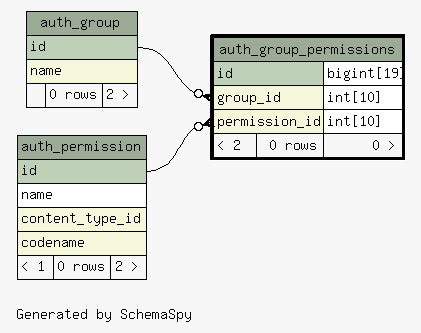 auth_group
id
name
0 rows 2 >
auth_group_permissions
id bigint[19]
group_id int[10]
permission_id int[10]
< 2 0 rows 0 >
auth_permission
id
name
content_type_id
codename
< 1 0 rows 2 >
Generated by SchemaSpy